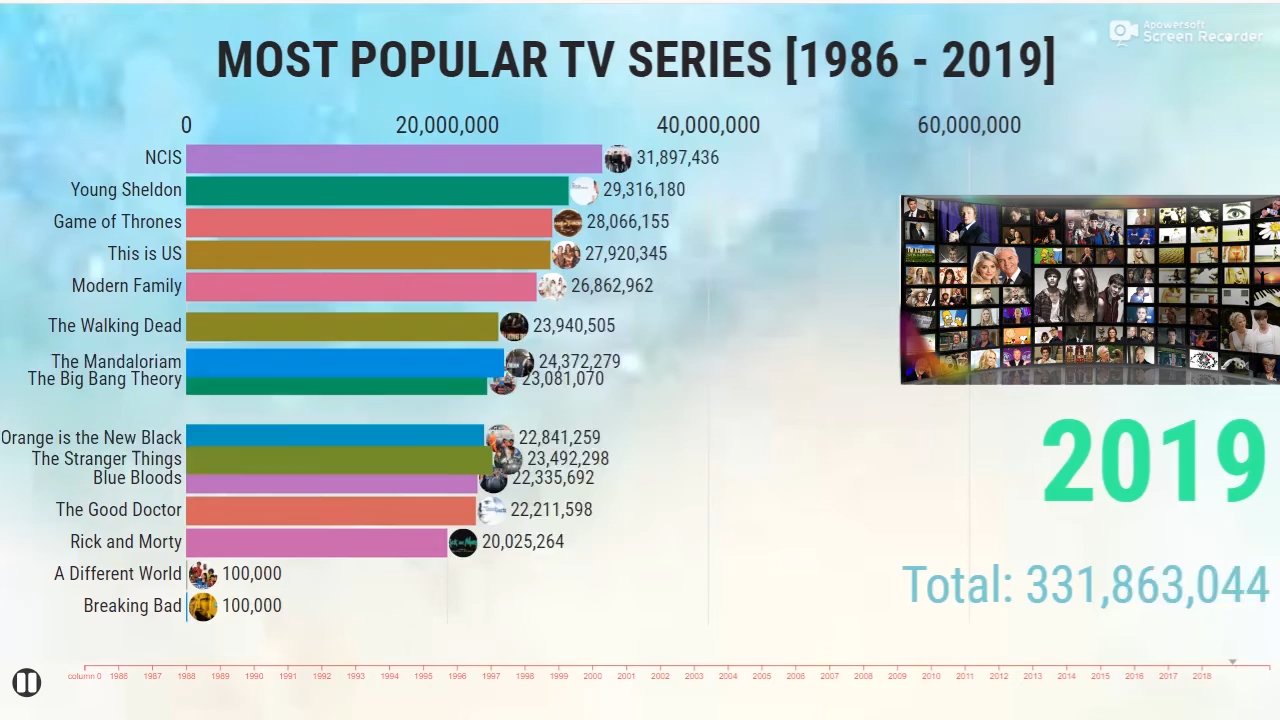 Apowersoft
Screen Recorder
MOST POPULAR TV SERIES [1986 - 2019]
0 20,000,000 40,000,000 60,000,000
NCIS 31,897,436
Young Sheldon 29,316,180
Game of Thrones 28,066,155
This is US 27,920,345
Modern Family 26,862,962
The Walking Dead 23,940,505
The Mandaloriam 24,372,279
The Big Bang Theory 23,081,070
Orange is the New Black 22,841,259
The Stranger Things 23,492,298
Blue Bloods 22,335,692
The Good Doctor 22,211,598
Rick and Morty 20,025,264
A Different World 100,000
Breaking Bad 100,000
2019
Total: 331,863,044
column 0 1986 1987 1989 1990 1991 1992 1993 1994 1995 1996 1997 1998 1999 2000 2001 2002 2003 2004 2005 2006 2007 2008 2009 2010 2011 2012 2013 2014 2015 2016 2017 2018